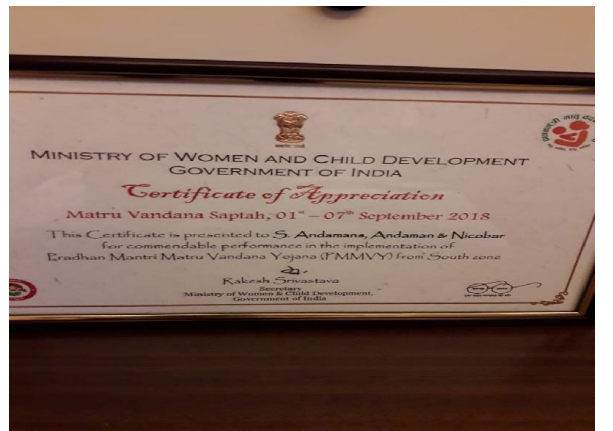 MINISTRY OF WOMEN AND CHILD DEVELOPMENT
GOVERNMENT OF INDIA
Certificate of Appreciation
Matru Vandana Saptah, 01st – 07th September 2018
This Certificate is presented to S. Andamans, Andaman & Nicobar
for commendable performance in the implementation of
Pradhan Mantri Matru Vandana Yojana (PMMVY) from South zone
Rakesh Srivastava
Secretary
Ministry of Women & Child Development,
Government of India